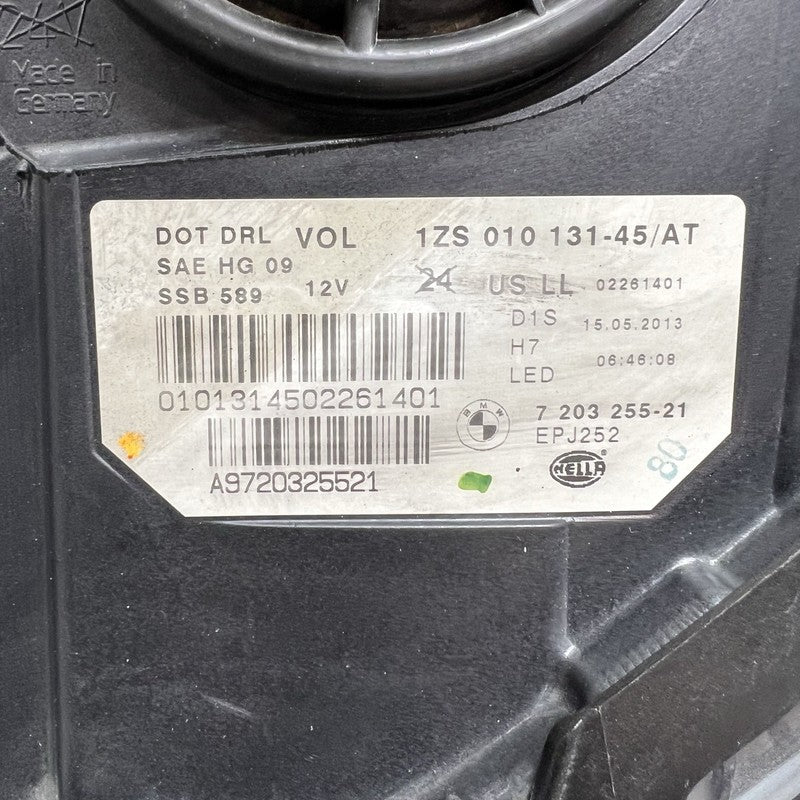 Made in
Germany
DOT DRL VOL 1ZS 010 131-45/AT
SAE HG 09
SSB 589 12V 24 US LL 02261401
D1S 15.05.2013
H7
LED 06:46:08
0101314502261401
BMW 7 203 255-21
EPJ252
A9720325521
HELLA
80